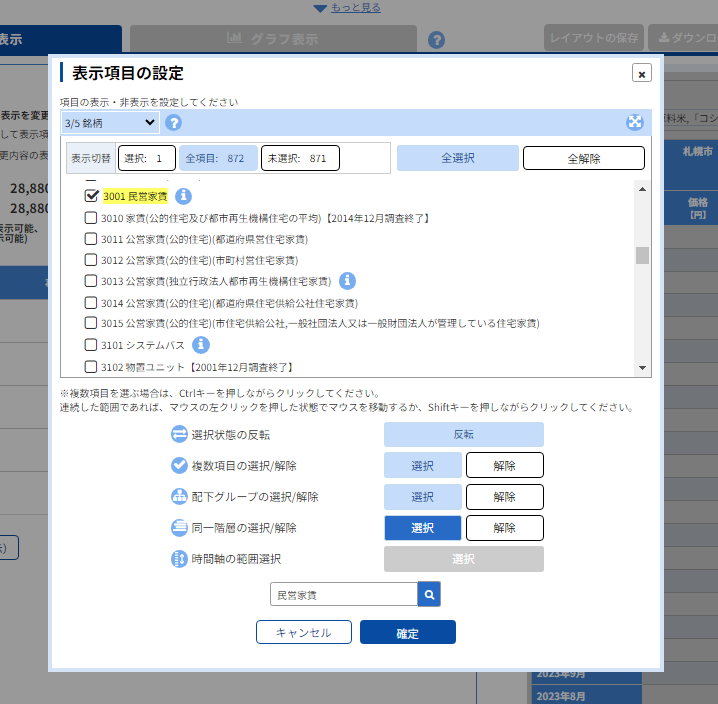 もっと見る
表示
グラフ表示
?
レイアウトの保存
ダウンロ
表示項目の設定
×
項目の表示・非表示を設定してください
3/5 銘柄
?
表示切替
選択: 1
全項目: 872
未選択: 871
全選択
全解除
3001 民営家賃
3010 家賃(公的住宅及び都市再生機構住宅の平均)【2014年12月調査終了】
3011 公営家賃(公的住宅)(都道府県営住宅家賃)
3012 公営家賃(公的住宅)(市町村営住宅家賃)
3013 公営家賃(独立行政法人都市再生機構住宅家賃)
3014 公営家賃(公的住宅)(都道府県住宅供給公社住宅家賃)
3015 公営家賃(公的住宅)(市住宅供給公社,一般社団法人又は一般財団法人が管理している住宅家賃)
3101 システムバス
3102 物置ユニット【2001年12月調査終了】
※複数項目を選ぶ場合は、Ctrlキーを押しながらクリックしてください。
連続した範囲であれば、マウスの左クリックを押した状態でマウスを移動するか、Shiftキーを押しながらクリックしてください。
選択状態の反転
反転
複数項目の選択/解除
選択
解除
配下グループの選択/解除
選択
解除
同一階層の選択/解除
選択
解除
時間軸の範囲選択
選択
民営家賃
キャンセル
確定
表示を変更
して表示項
更内容の表
28,880
28,880
表示可能、
示可能)
原料米,「コシ
札幌市
価格
[円]
2023年9月
2023年8月